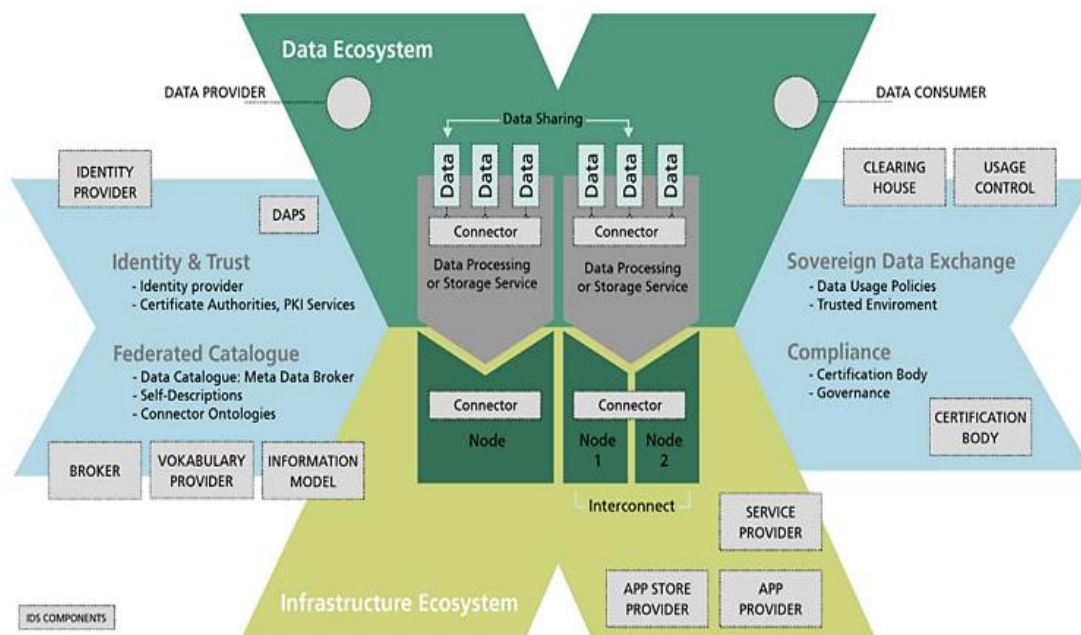 Data Ecosystem
DATA PROVIDER
DATA CONSUMER
Data Sharing
Data
Data
Data
Data
Data
Data
IDENTITY
PROVIDER
DAPS
CLEARING
HOUSE
USAGE
CONTROL
Connector
Connector
Data Processing
or Storage Service
Data Processing
or Storage Service
Identity & Trust
- Identity provider
- Certificate Authorities, PKI Services
Sovereign Data Exchange
- Data Usage Policies
- Trusted Enviroment
Federated Catalogue
- Data Catalogue: Meta Data Broker
- Self-Descriptions
- Connector Ontologies
Compliance
- Certification Body
- Governance
Connector
Node
Connector
Node
1
Node
2
Interconnect
CERTIFICATION
BODY
BROKER
VOKABULARY
PROVIDER
INFORMATION
MODEL
SERVICE
PROVIDER
APP STORE
PROVIDER
APP
PROVIDER
Infrastructure Ecosystem
IDS COMPONENTS